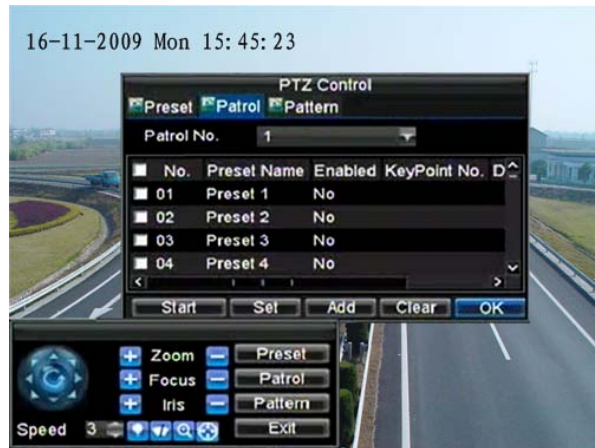 16-11-2009 Mon 15:45:23
PTZ Control
Preset Patrol Pattern
Patrol No. 1
No. Preset Name Enabled KeyPoint No. D
01 Preset 1 No
02 Preset 2 No
03 Preset 3 No
04 Preset 4 No
Start Set Add Clear OK
Zoom Preset
Focus Patrol
Iris Pattern
Speed 3 Exit